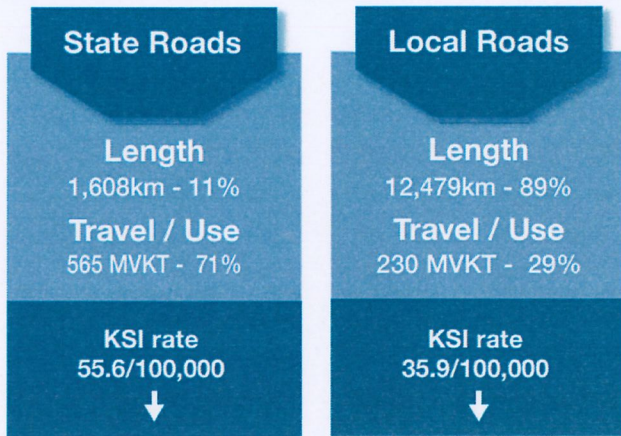 State Roads
Length
1,608km - 11%
Travel / Use
565 MVKT - 71%
KSI rate
55.6/100,000
Local Roads
Length
12,479km - 89%
Travel / Use
230 MVKT - 29%
KSI rate
35.9/100,000